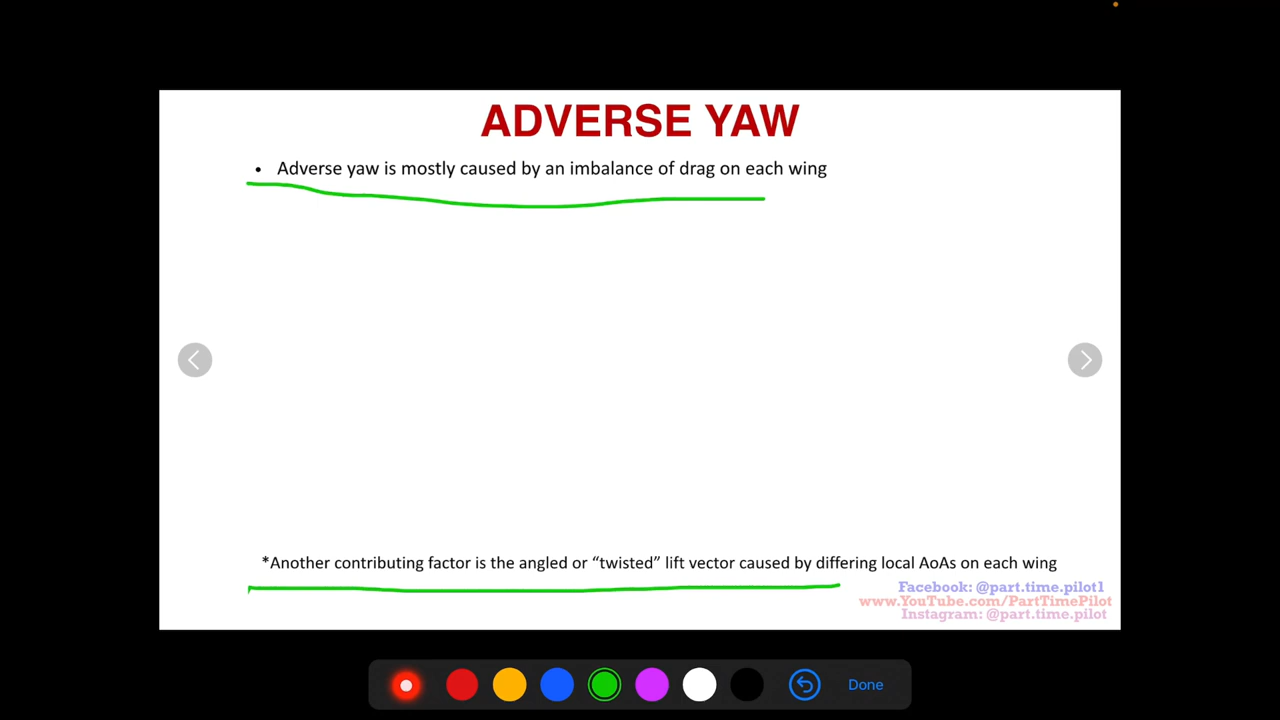 ADVERSE YAW
• Adverse yaw is mostly caused by an imbalance of drag on each wing
*Another contributing factor is the angled or “twisted” lift vector caused by differing local AoAs on each wing
Facebook: @part.time.pilot1
www.YouTube.com/PartTimePilot
Instagram: @part.time.pilot
Done